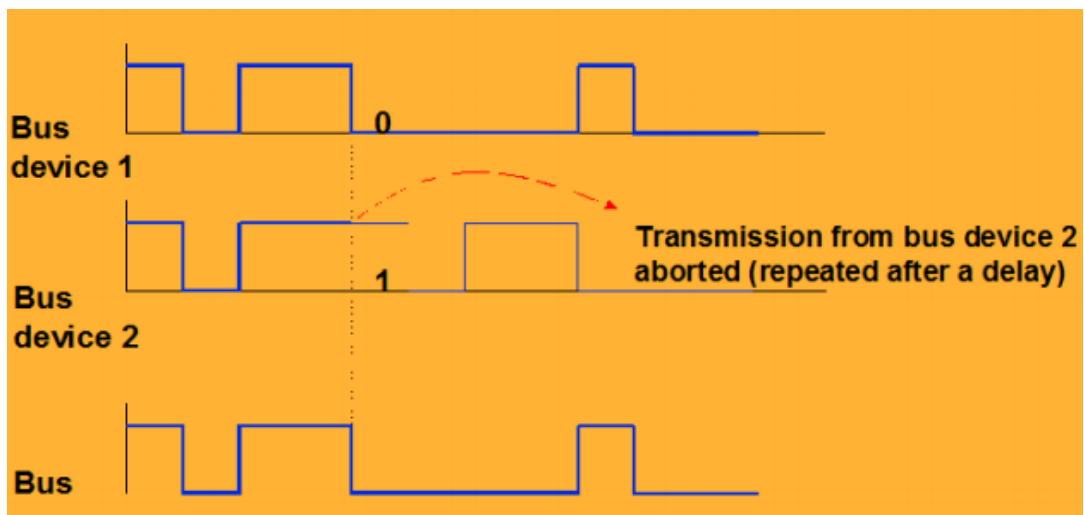 0
Bus
device 1
Transmission from bus device 2
aborted (repeated after a delay)
1
Bus
device 2
Bus